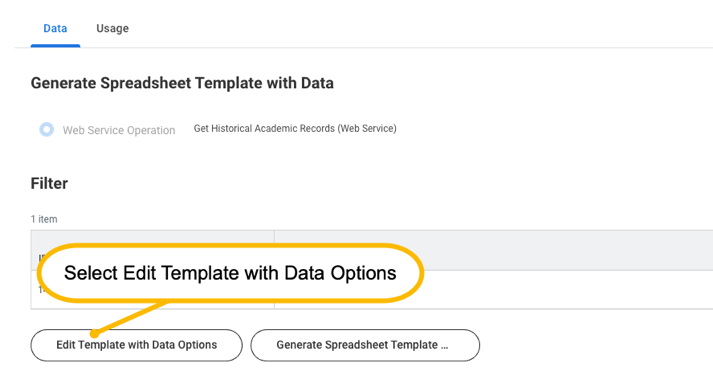 Data Usage
Generate Spreadsheet Template with Data
Web Service Operation Get Historical Academic Records (Web Service)
Filter
1 item
Select Edit Template with Data Options
Edit Template with Data Options Generate Spreadsheet Template ...